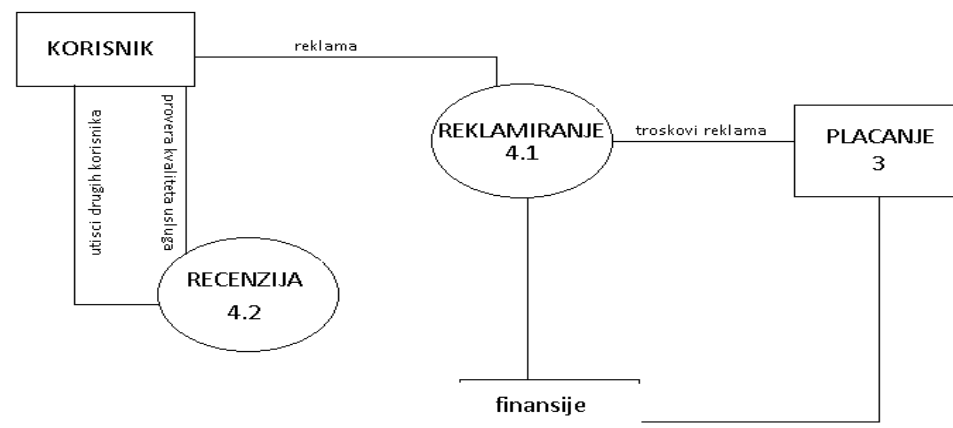 KORISNIK
reklama
utisci drugih korisnika
provera kvaliteta usluga
REKLAMIRANJE
4.1
troskovi reklama
PLACANJE
3
RECENZIJA
4.2
finansije